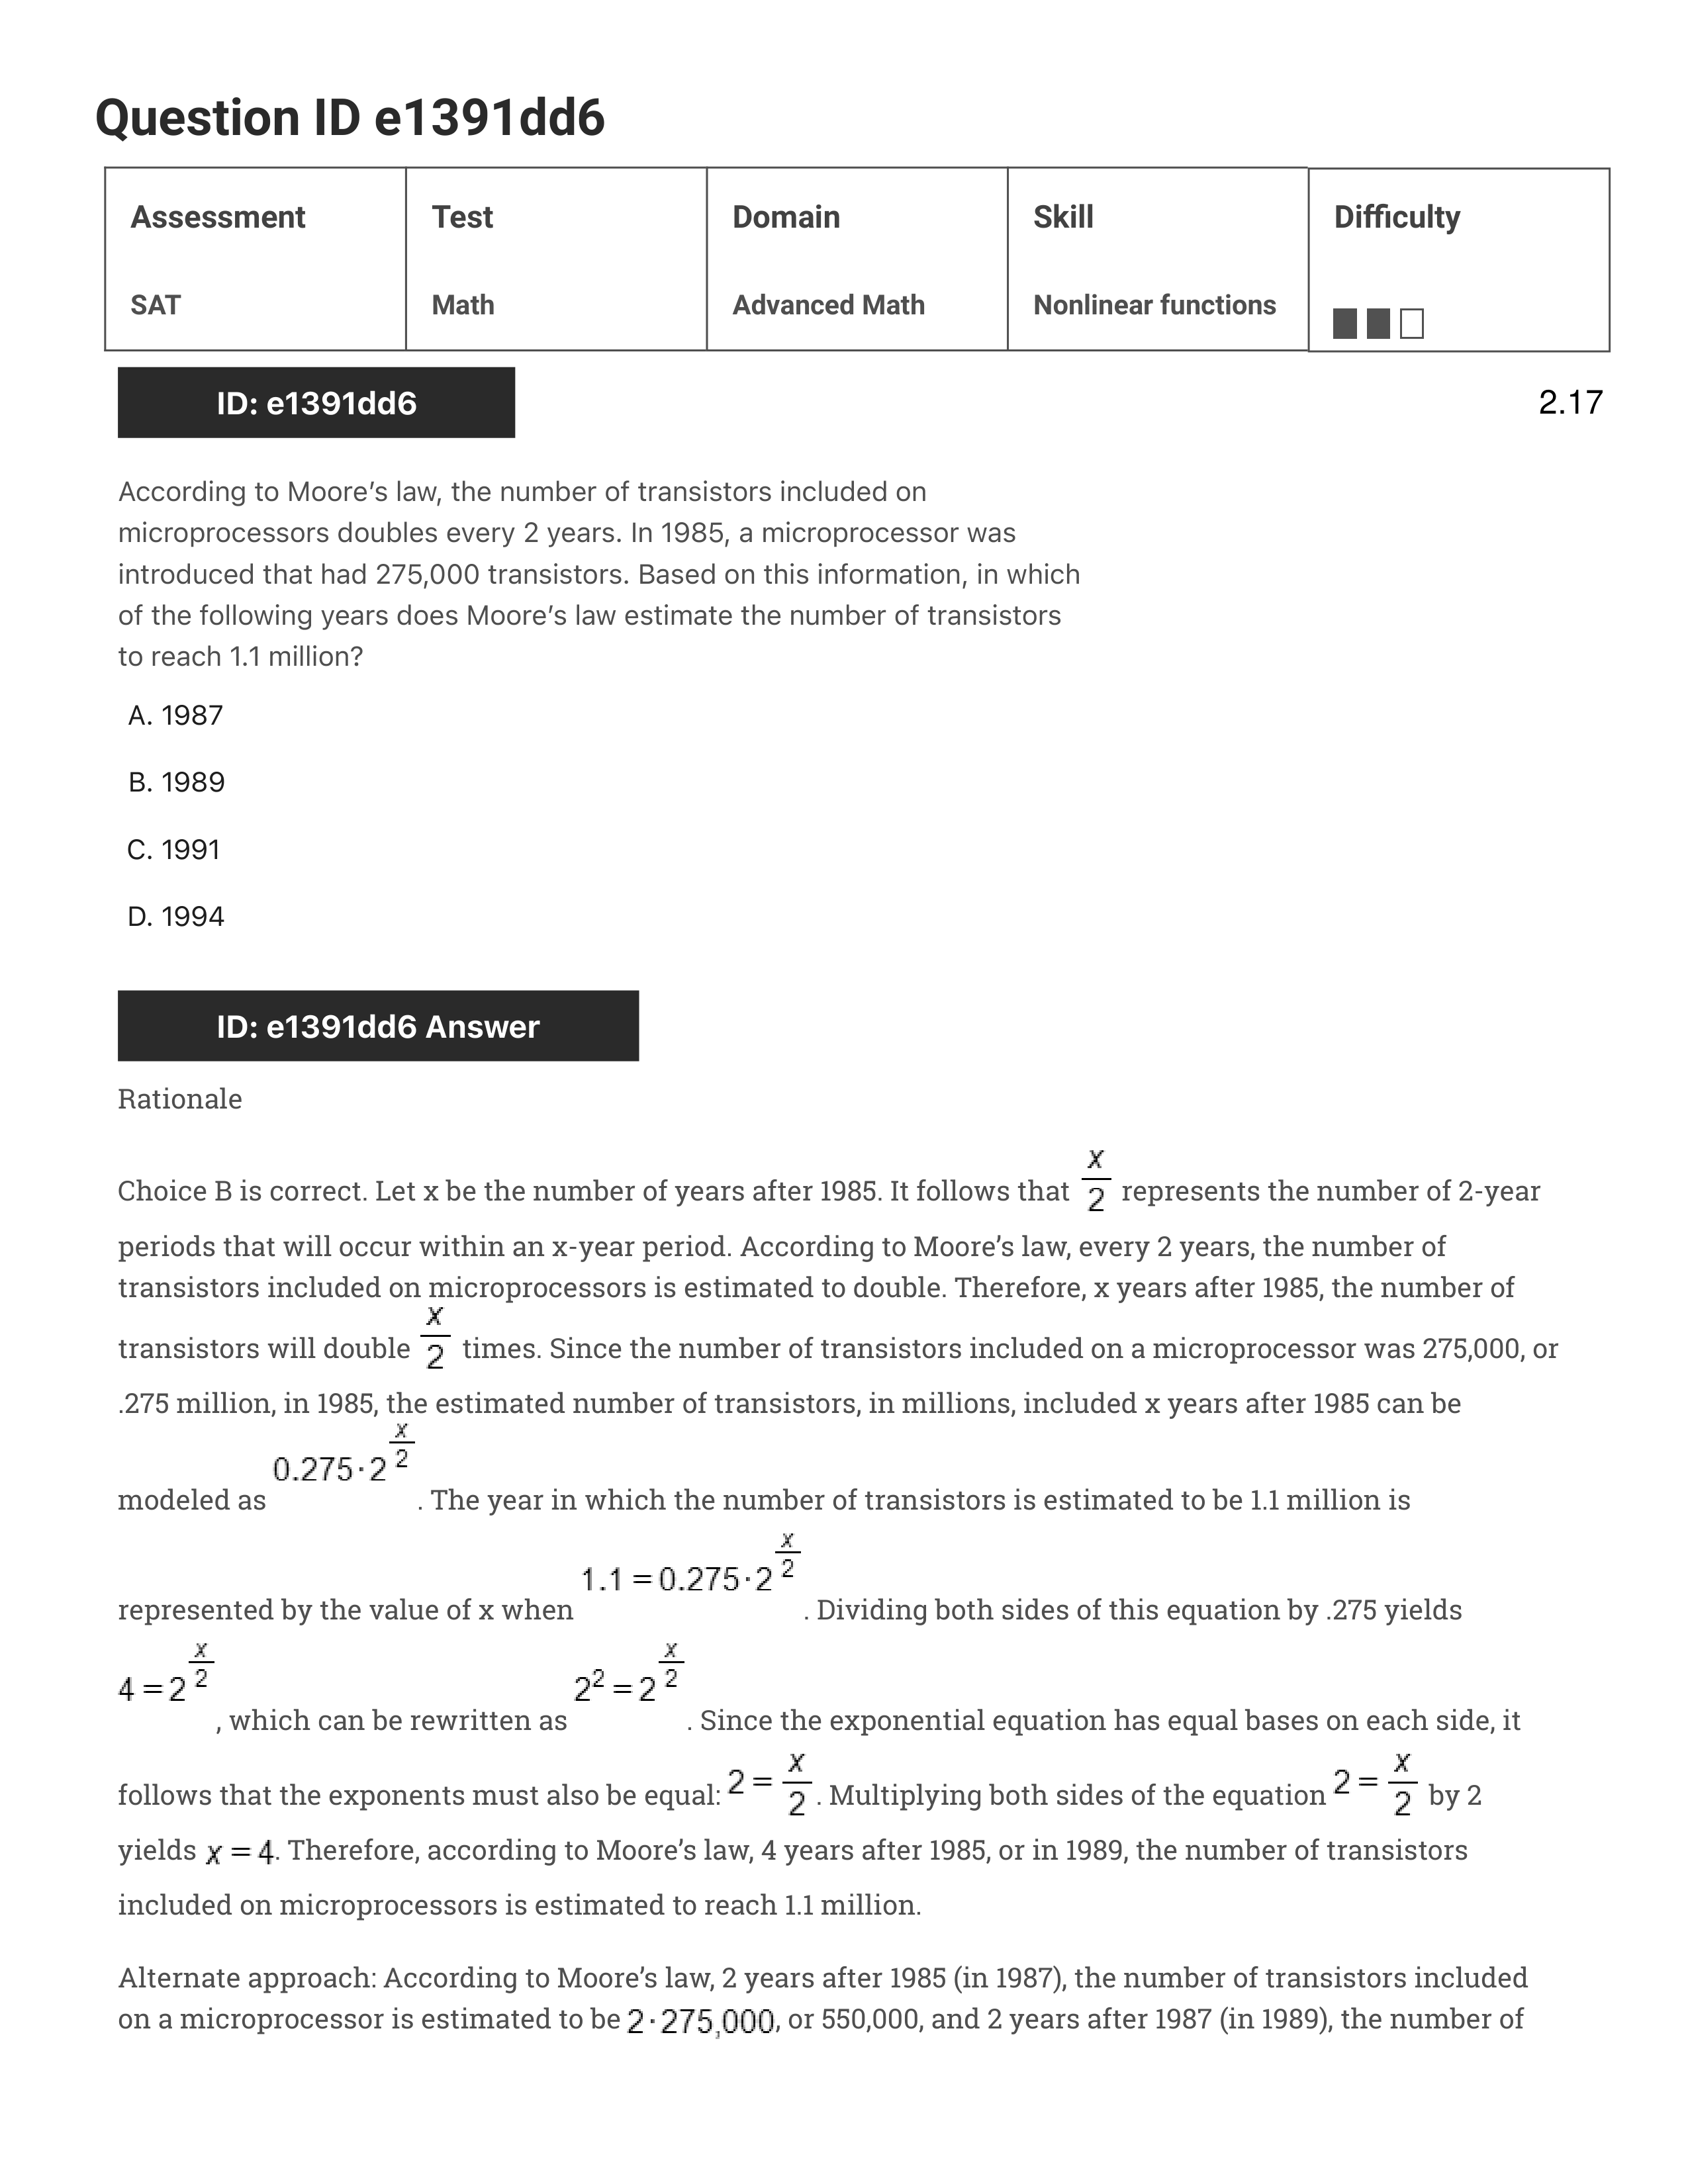 Question ID e1391dd6
Assessment Test Domain Skill Difficulty
SAT Math Advanced Math Nonlinear functions
ID: e1391dd6 2.17
According to Moore’s law, the number of transistors included on
microprocessors doubles every 2 years. In 1985, a microprocessor was
introduced that had 275,000 transistors. Based on this information, in which
of the following years does Moore’s law estimate the number of transistors
to reach 1.1 million?
A. 1987
B. 1989
C. 1991
D. 1994
ID: e1391dd6 Answer
Rationale
Choice B is correct. Let x be the number of years after 1985. It follows that x/2 represents the number of 2-year
periods that will occur within an x-year period. According to Moore’s law, every 2 years, the number of
transistors included on microprocessors is estimated to double. Therefore, x years after 1985, the number of
transistors will double x/2 times. Since the number of transistors included on a microprocessor was 275,000, or
.275 million, in 1985, the estimated number of transistors, in millions, included x years after 1985 can be
modeled as 0.275·2^(x/2). The year in which the number of transistors is estimated to be 1.1 million is
represented by the value of x when 1.1 = 0.275·2^(x/2). Dividing both sides of this equation by .275 yields
4 = 2^(x/2), which can be rewritten as 2² = 2^(x/2). Since the exponential equation has equal bases on each side, it
follows that the exponents must also be equal: 2 = x/2. Multiplying both sides of the equation 2 = x/2 by 2
yields x = 4. Therefore, according to Moore’s law, 4 years after 1985, or in 1989, the number of transistors
included on microprocessors is estimated to reach 1.1 million.
Alternate approach: According to Moore’s law, 2 years after 1985 (in 1987), the number of transistors included
on a microprocessor is estimated to be 2·275,000, or 550,000, and 2 years after 1987 (in 1989), the number of